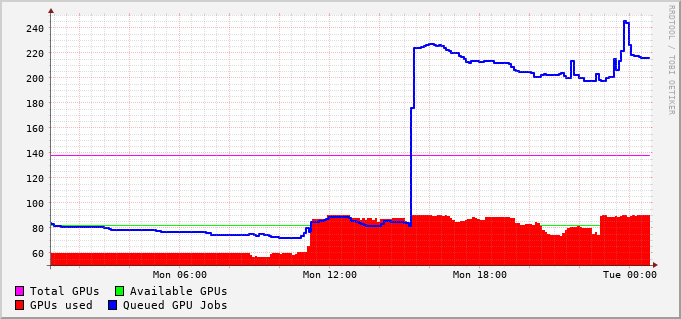 240
220
200
180
160
140
120
100
80
60
Mon 06:00 Mon 12:00 Mon 18:00 Tue 00:00
Total GPUs Available GPUs
GPUs used Queued GPU Jobs
RRDTOOL / TOBI OETIKER